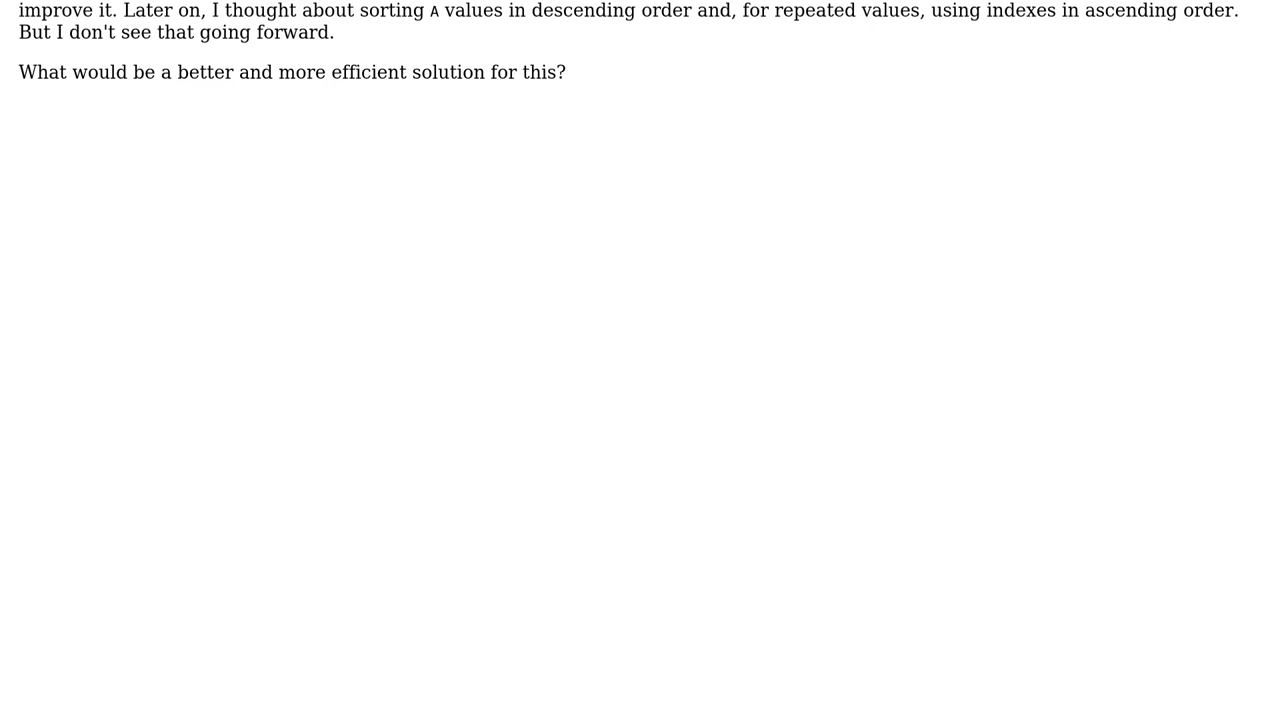 improve it. Later on, I thought about sorting A values in descending order and, for repeated values, using indexes in ascending order.
But I don't see that going forward.
What would be a better and more efficient solution for this?